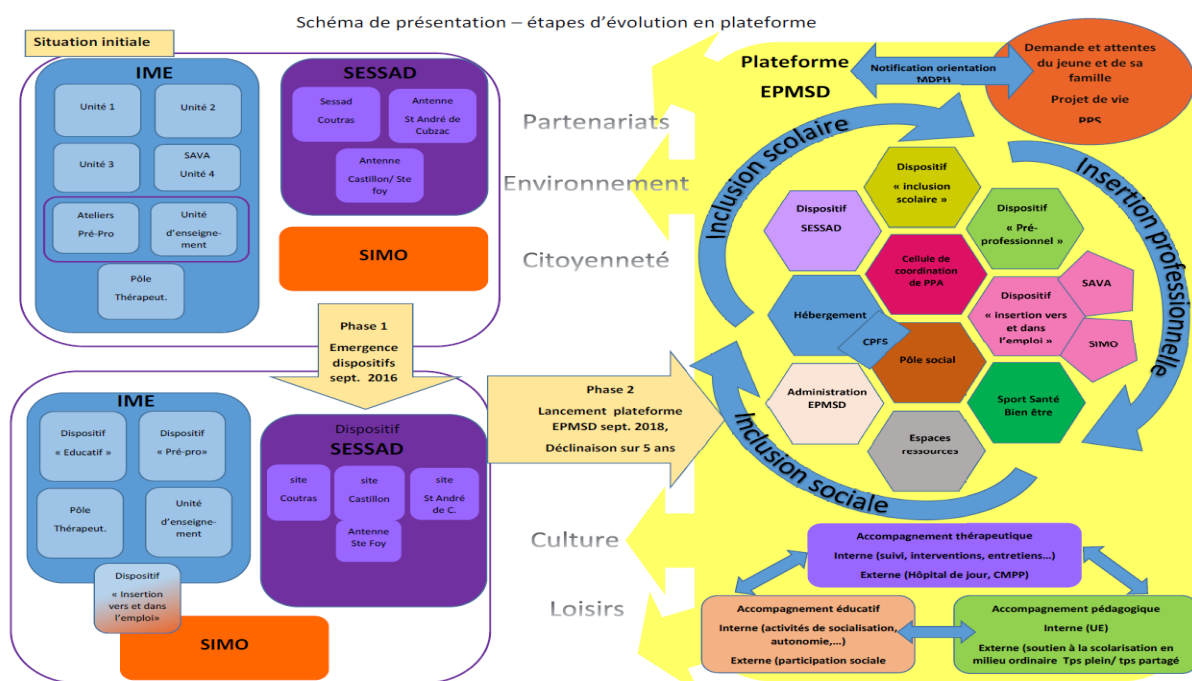 Schéma de présentation – étapes d'évolution en plateforme
Situation initiale
IME
Unité 1
Unité 2
Unité 3
SAVA
Unité 4
Ateliers
Pré-Pro
Unité
d'enseigne-
ment
Pôle
Thérapeut.
SESSAD
Sessad
Coutras
Antenne
St André de
Cubzac
Antenne
Castillon/ Ste
foy
SIMO
Phase 1
Emergence
dispositifs
sept. 2016
IME
Dispositif
« Educatif »
Dispositif
« Pré-pro»
Pôle
Thérapeut.
Unité
d'enseigne-
ment
Dispositif
« Insertion
vers et dans
l'emploi»
SIMO
Dispositif
SESSAD
site
Coutras
site
Castillon
site
St André
de C.
Antenne
Ste Foy
Phase 2
Lancement plateforme
EPMSD sept. 2018,
Déclinaison sur 5 ans
Partenariats
Environnement
Citoyenneté
Culture
Loisirs
Plateforme
EPMSD
Notification orientation
MDPH
Demande et attentes
du jeune et de sa
famille
Projet de vie
PPS
Inclusion scolaire
Insertion professionnelle
Inclusion sociale
Dispositif
« inclusion
scolaire »
Dispositif
SESSAD
Dispositif
« Pré-
professionnel »
Cellule de
coordination
de PPA
Hébergement
CPFS
Dispositif
« insertion vers
et dans
l'emploi »
SAVA
SIMO
Pôle social
Administration
EPMSD
Sport Santé
Bien être
Espaces
ressources
Accompagnement thérapeutique
Interne (suivi, interventions, entretiens…)
Externe (Hôpital de jour, CMPP)
Accompagnement éducatif
Interne (activités de socialisation,
autonomie,…)
Externe (participation sociale
Accompagnement pédagogique
Interne (UE)
Externe (soutien à la scolarisation en
milieu ordinaire Tps plein/ tps partagé